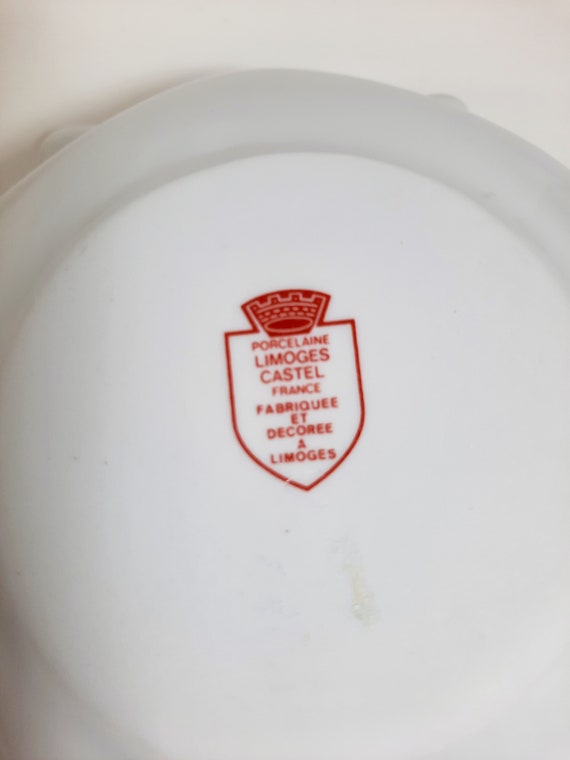 PORCELAINE
LIMOGES
CASTEL
FRANCE
FABRIQUEE
ET
DECOREE
A
LIMOGES